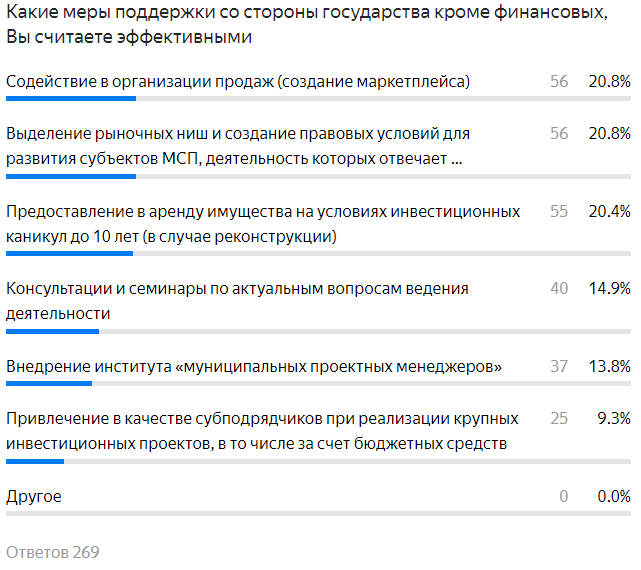 Какие меры поддержки со стороны государства кроме финансовых,
Вы считаете эффективными
Содействие в организации продаж (создание маркетплейса) 56 20.8%
Выделение рыночных ниш и создание правовых условий для
развития субъектов МСП, деятельность которых отвечает ... 56 20.8%
Предоставление в аренду имущества на условиях инвестиционных 55 20.4%
каникул до 10 лет (в случае реконструкции)
Консультации и семинары по актуальным вопросам ведения 40 14.9%
деятельности
Внедрение института «муниципальных проектных менеджеров» 37 13.8%
Привлечение в качестве субподрядчиков при реализации крупных 25 9.3%
инвестиционных проектов, в то числе за счет бюджетных средств
Другое 0 0.0%
Ответов 269